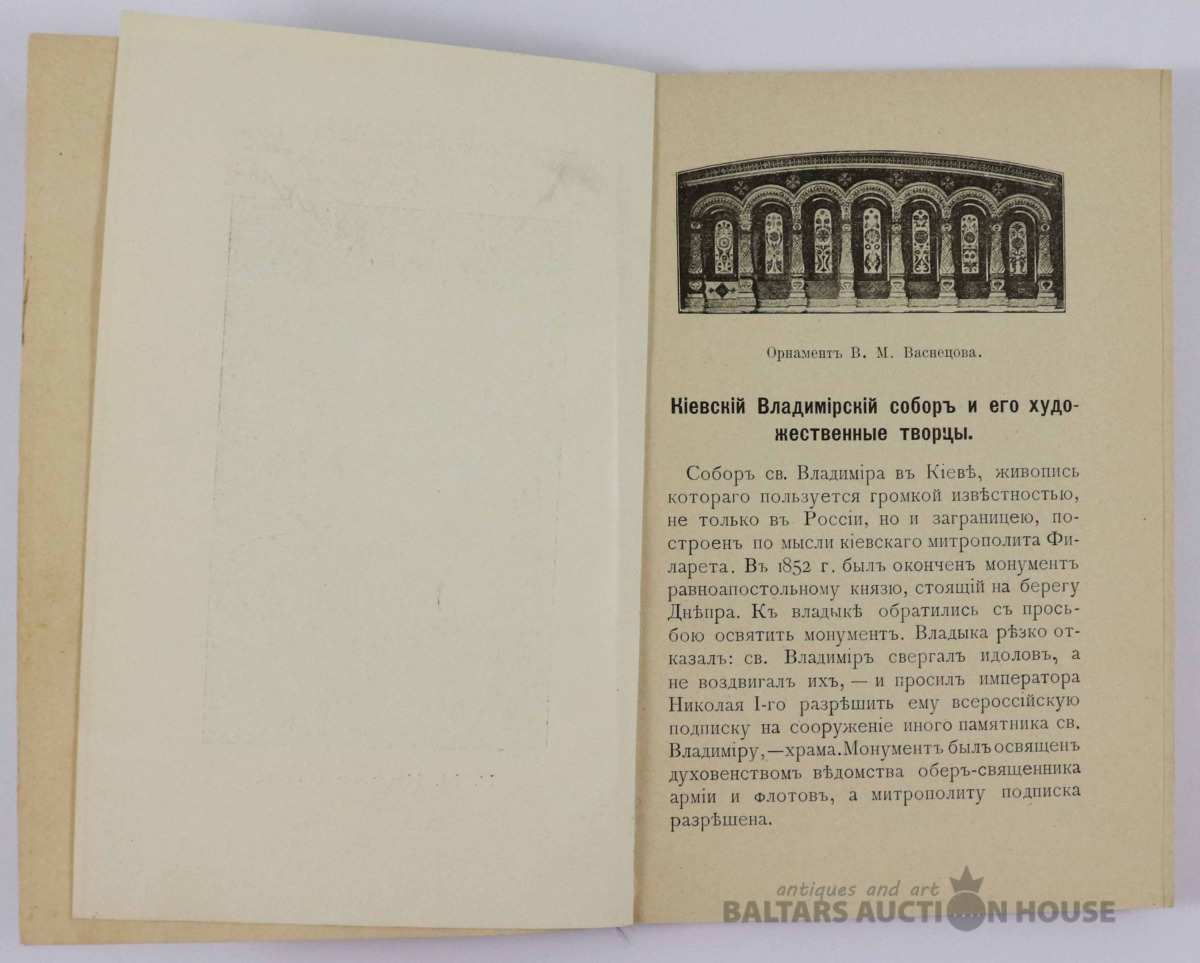 Орнаментъ В. М. Васнецова.
Кіевскій Владимірскій соборъ и его худо-
жественные творцы.
Соборъ св. Владиміра въ Кіевѣ, живопись
котораго пользуется громкой извѣстностью,
не только въ Россіи, но и заграницею, по-
строенъ по мысли кіевскаго митрополита Фи-
ларета. Въ 1852 г. былъ оконченъ монументъ
равноапостольному князю, стоящій на берегу
Днѣпра. Къ владыкѣ обратились съ прось-
бою освятить монументъ. Владыка рѣзко от-
казалъ: св. Владиміръ свергалъ идоловъ, а
не воздвигалъ ихъ, — и просилъ императора
Николая I-го разрѣшить ему всероссійскую
подписку на сооруженіе иного памятника св.
Владиміру,—храма. Монументъ былъ освященъ
духовенствомъ вѣдомства оберъ-священника
арміи и флотовъ, а митрополиту подписка
разрѣшена.
antiques and art
BALTARS AUCTION HOUSE